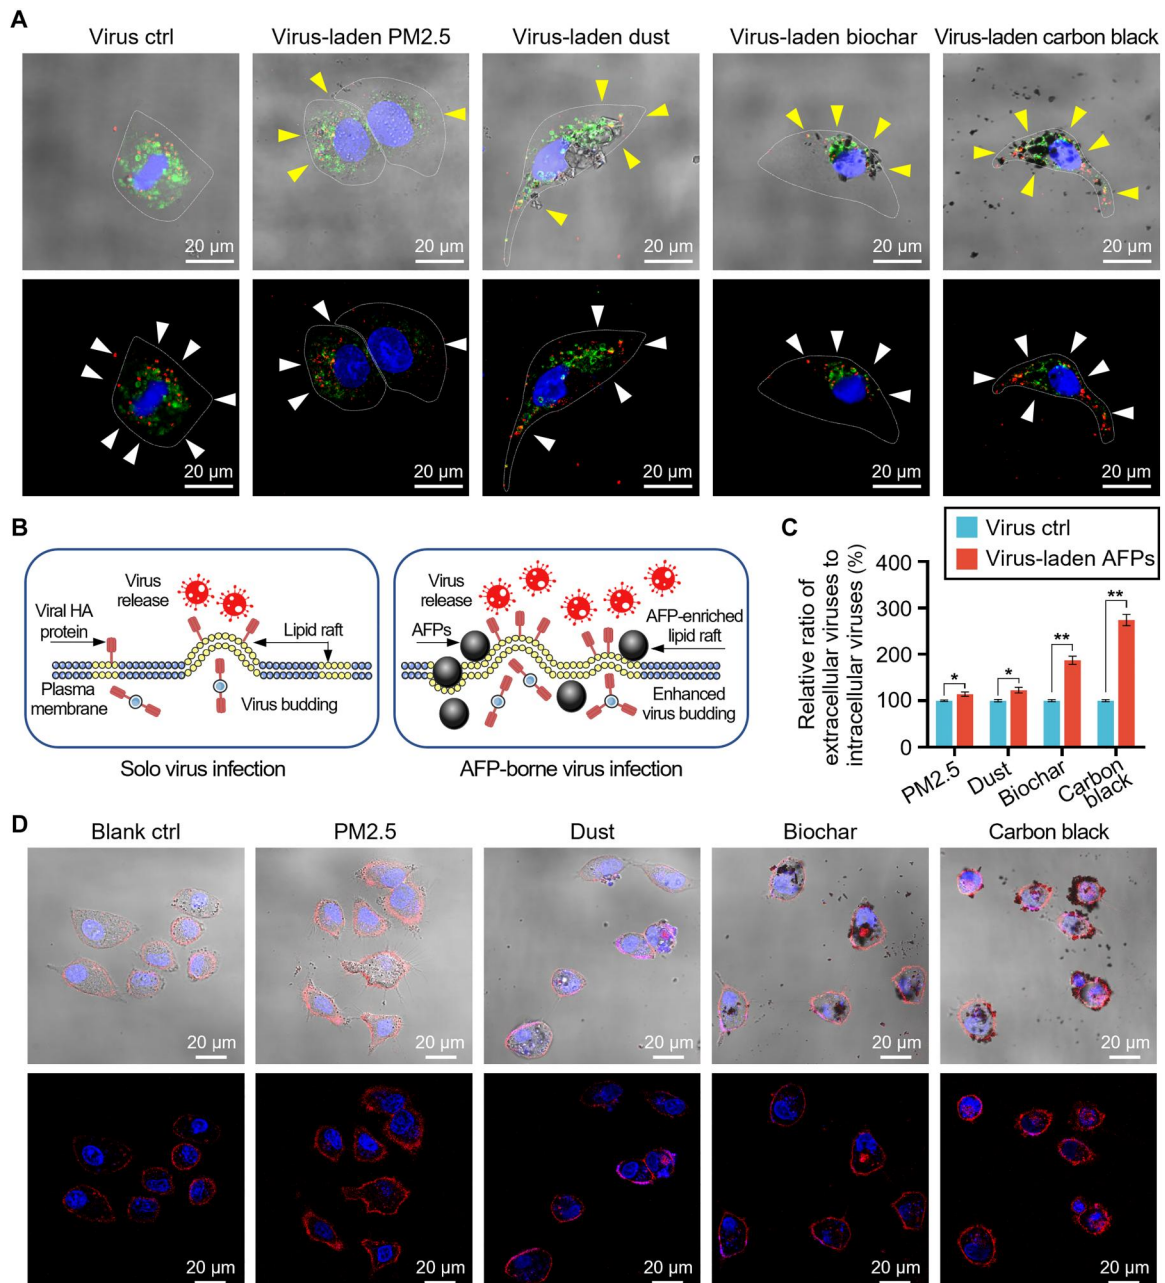 A
Virus ctrl
Virus-laden PM2.5
Virus-laden dust
Virus-laden biochar
Virus-laden carbon black
20 µm
20 µm
20 µm
20 µm
20 µm
20 µm
20 µm
20 µm
20 µm
20 µm
B
Virus
release
Viral HA
protein
Lipid raft
Plasma
membrane
Virus budding
Solo virus infection
Virus
release
AFPs
AFP-enriched
lipid raft
Enhanced
virus budding
AFP-borne virus infection
C
Virus ctrl
Virus-laden AFPs
Relative ratio of
extracellular viruses to
intracellular viruses (%)
400
300
200
100
0
*
*
**
**
PM2.5
Dust
Biochar
Carbon
black
D
Blank ctrl
PM2.5
Dust
Biochar
Carbon black
20 µm
20 µm
20 µm
20 µm
20 µm
20 µm
20 µm
20 µm
20 µm
20 µm